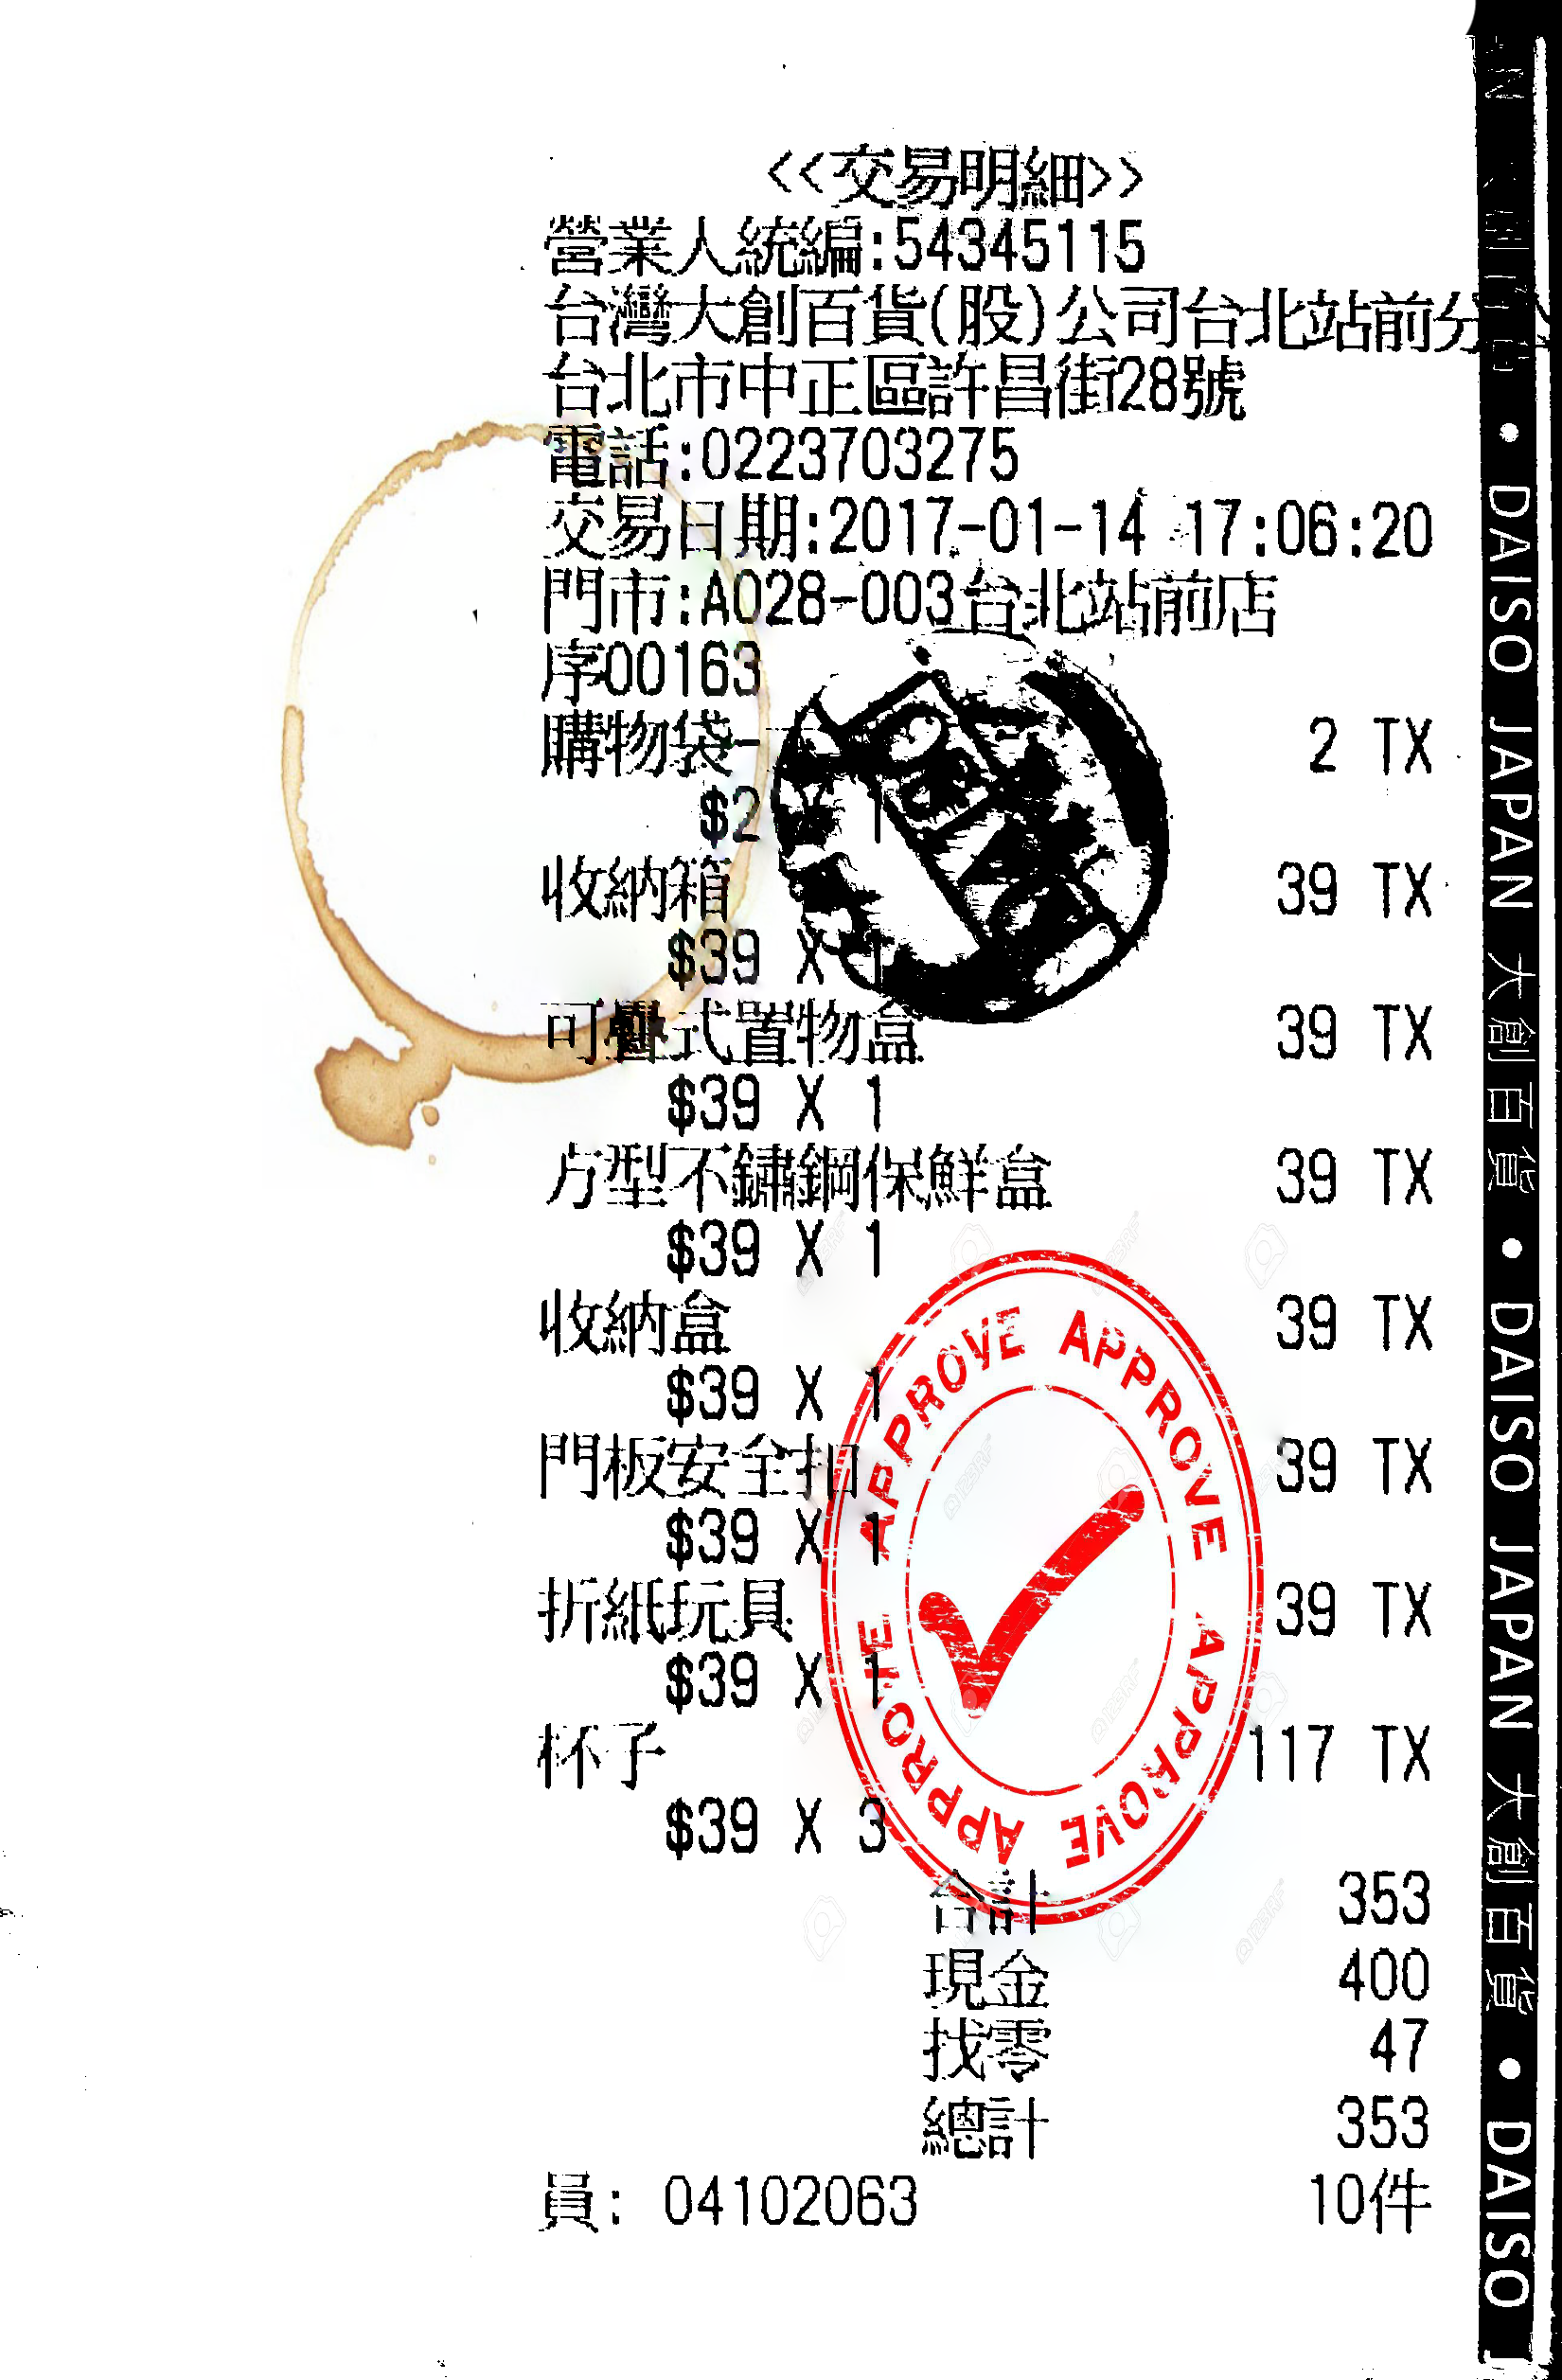 <<交易明細>>
營業人統編:54345115
台灣大創百貨(股)公司台北站前分
台北市中正區許昌街28號
電話:0223703275
交易日期:2017-01-14 17:06:20
門市:A028-003台北站前店
序00163
購物袋- 2 TX
$2 X 1
收納箱 39 TX
$39 X 1
可疊式置物盒 39 TX
$39 X 1
方型不鏽鋼保鮮盒 39 TX
$39 X 1
收納盒 39 TX
$39 X 1
門板安全扣 39 TX
$39 X 1
折紙玩具 39 TX
$39 X 1
杯子 117 TX
$39 X 3
合計 353
現金 400
找零 47
總計 353
員: 04102063 10件
APPROVE APPROVE APPROVE APPROVE
DAISO JAPAN 大創百貨 • DAISO JAPAN 大創百貨 • DAISO